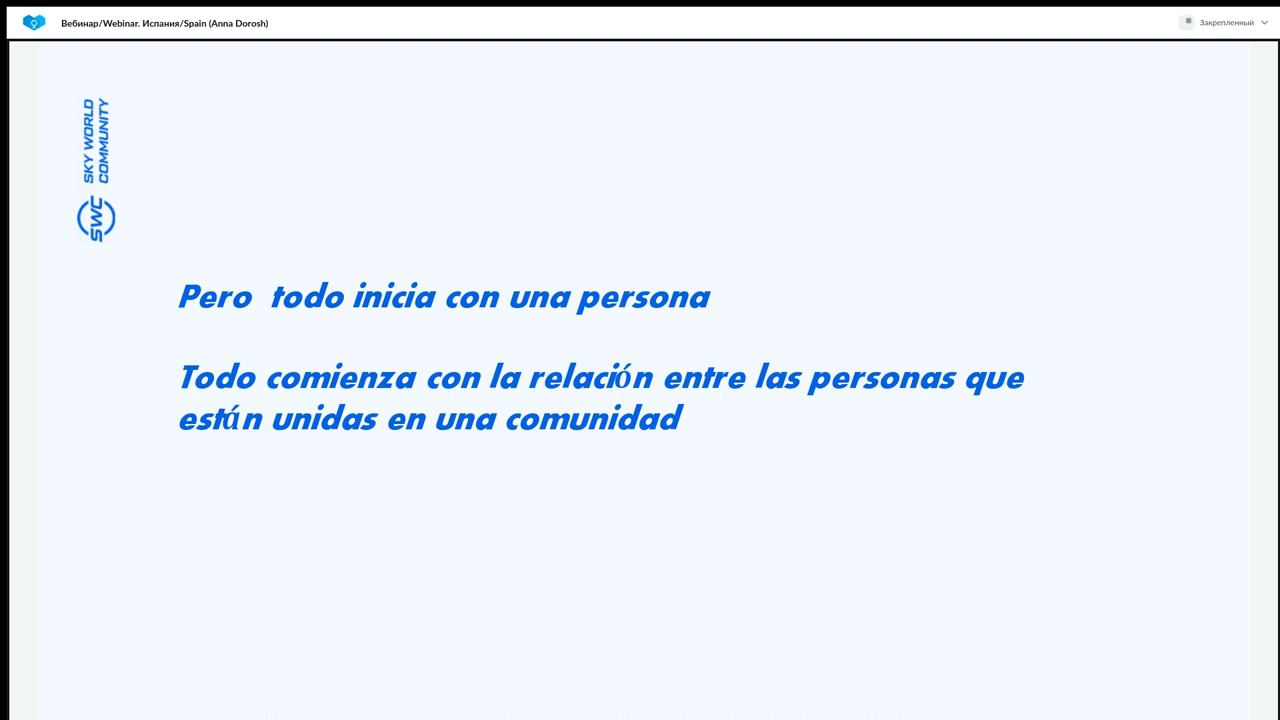 Вебинар/Webinar. Испания/Spain (Anna Dorosh)
Закрепленный
SKY WORLD
COMMUNITY
SWC
Pero todo inicia con una persona
Todo comienza con la relación entre las personas que
están unidas en una comunidad